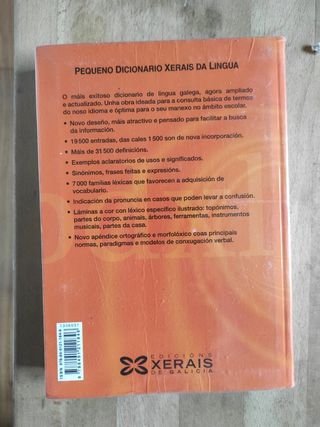 PEQUENO DICIONARIO XERAIS DA LINGUA
O máis exitoso dicionario de lingua galega, agora ampliado
e actualizado. Unha obra ideada para a consulta básica de termos
do noso idioma e óptima para o seu manexo no ámbito escolar.
• Novo deseño, máis atractivo e pensado para facilitar a busca
da información.
• 19 500 entradas, das cales 1 500 son de nova incorporación.
• Máis de 31 500 definicións.
• Exemplos aclaratorios de usos e significados.
• Sinónimos, frases feitas e expresións.
• 7 000 familias léxicas que favorecen a adquisición de
vocabulario.
• Indicación da pronuncia en casos que poden levar a confusión.
• Láminas a cor con léxico específico ilustrado: topónimos,
partes do corpo, animais, árbores, ferramentas, instrumentos
musicais, partes da casa.
• Novo apéndice ortográfico e morfolóxico coas principais
normas, paradigmas e modelos de conxugación verbal.
EDICIÓNS
XERAIS
DE GALICIA